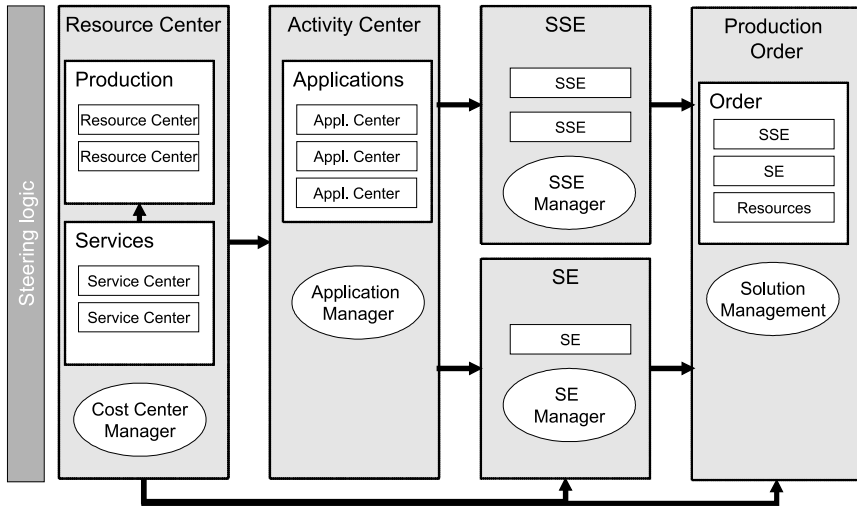 Steering logic
Resource Center
Production
Resource Center
Resource Center
Services
Service Center
Service Center
Cost Center
Manager
Activity Center
Applications
Appl. Center
Appl. Center
Appl. Center
Application
Manager
SSE
SSE
SSE
SSE
Manager
SE
SE
SE
Manager
Production
Order
Order
SSE
SE
Resources
Solution
Management